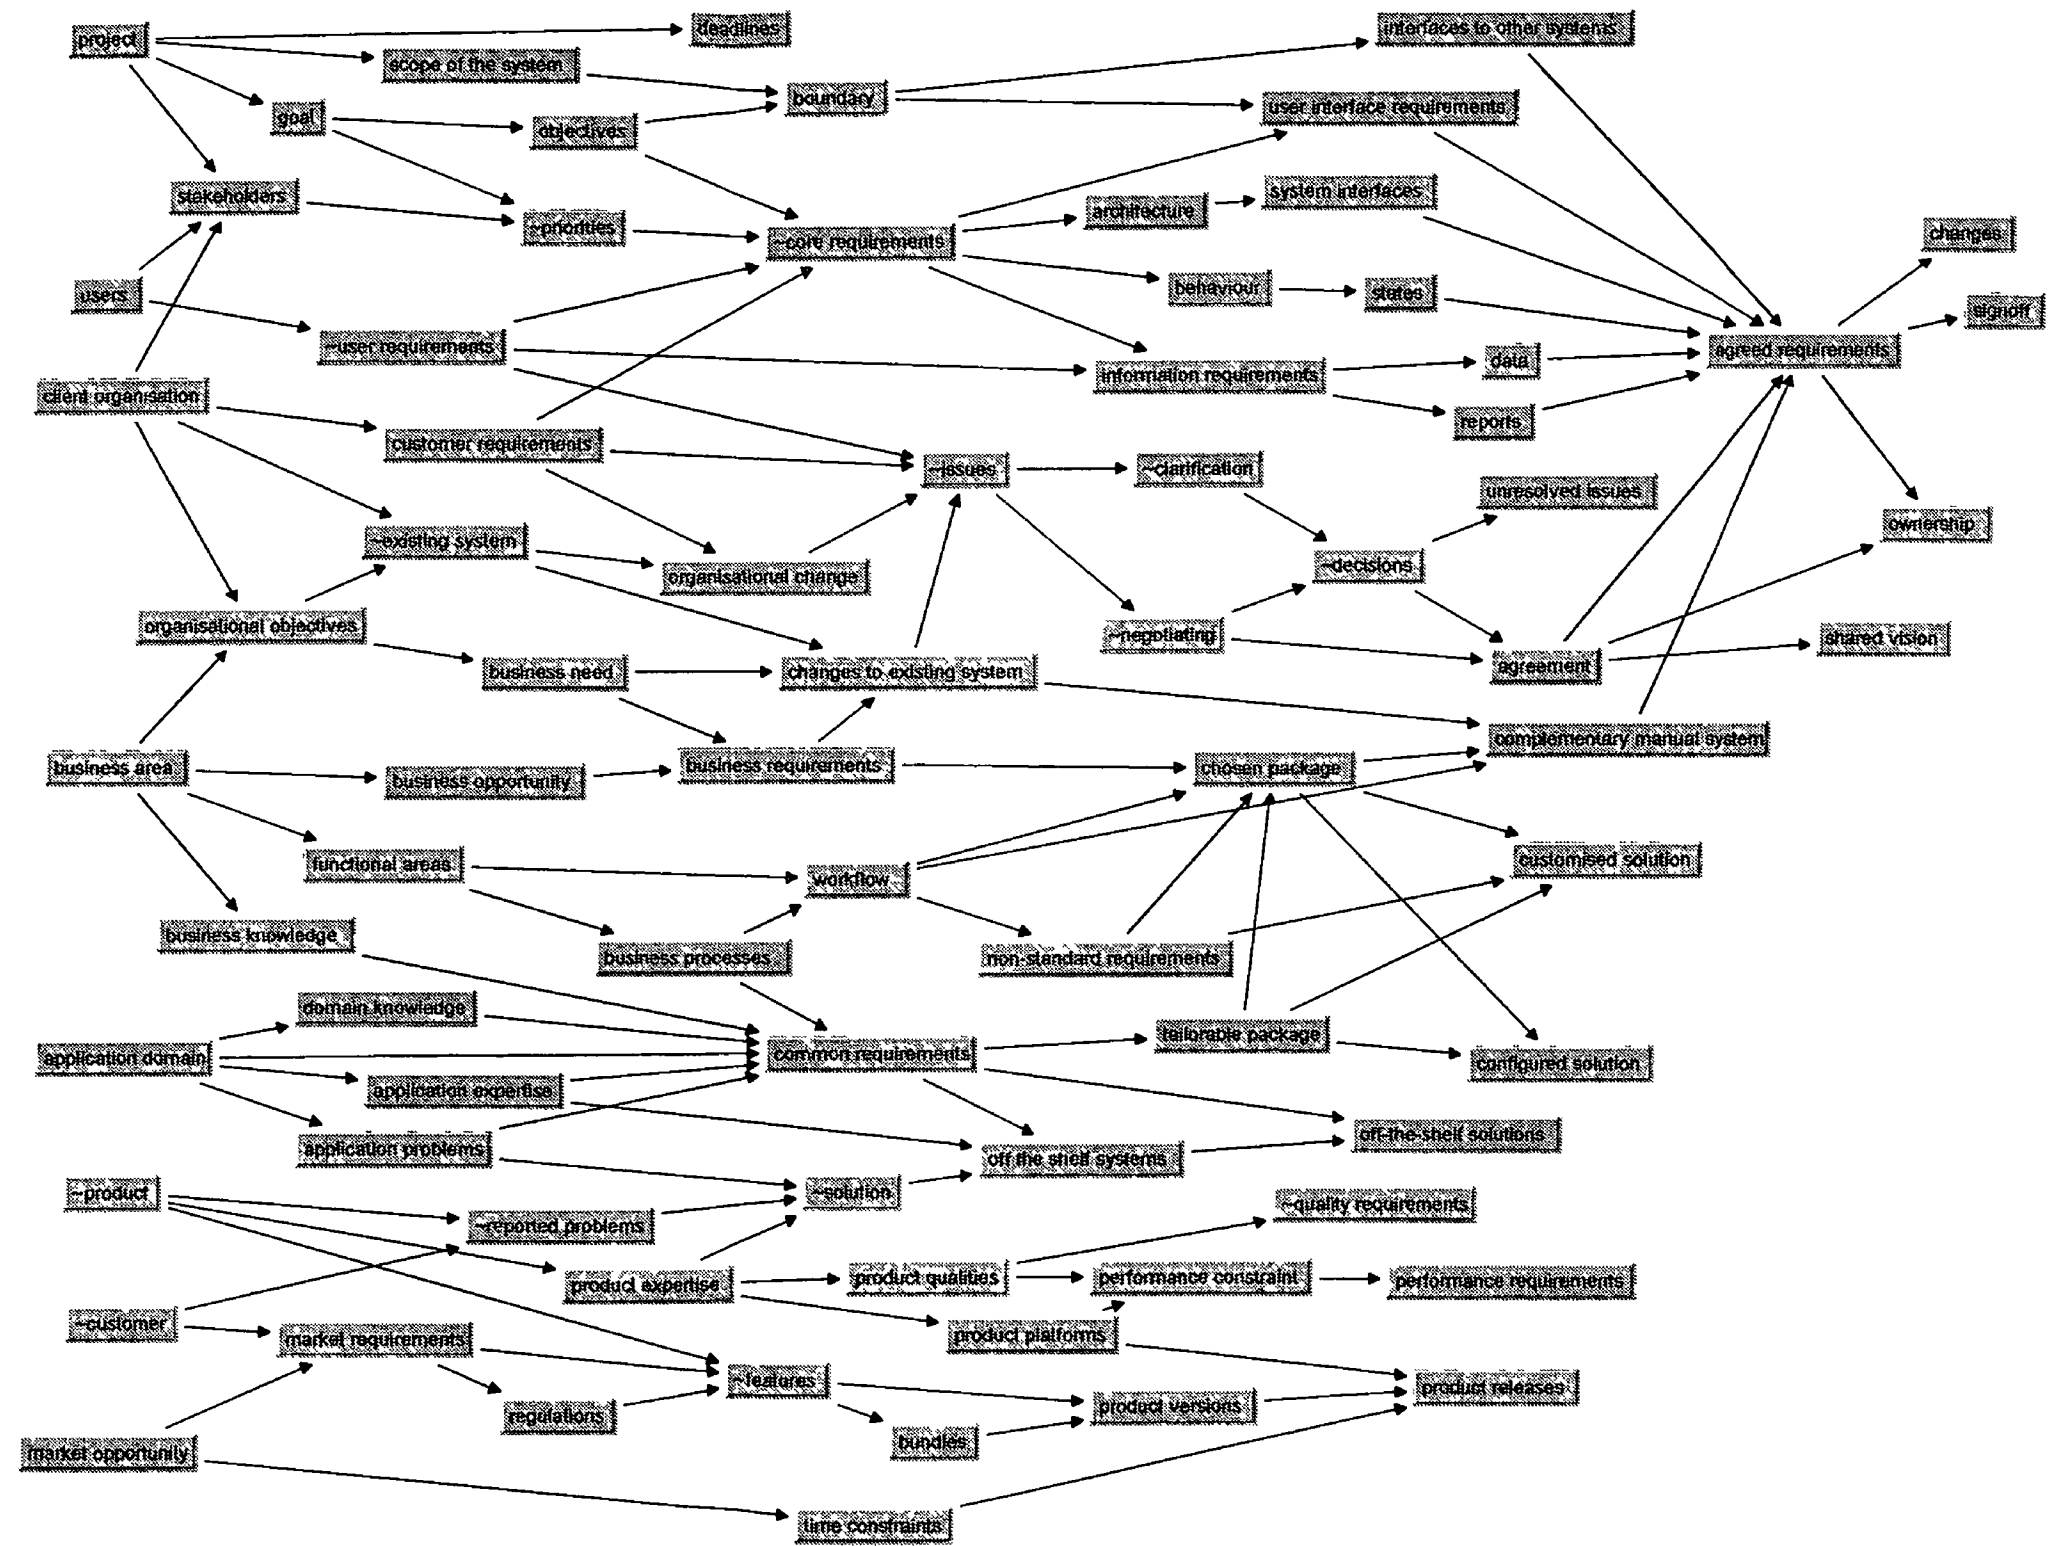 project
deadlines
interfaces to other systems
scope of the system
boundary
user interface requirements
goal
objectives
stakeholders
~priorities
~core requirements
architecture
system interfaces
changes
users
behaviour
states
signoff
~user requirements
information requirements
data
agreed requirements
client organisation
customer requirements
reports
~issues
~clarification
unresolved issues
ownership
~existing system
organisational change
~decisions
organisational objectives
~negotiating
agreement
shared vision
business need
changes to existing system
complementary manual system
business area
business opportunity
business requirements
chosen package
functional areas
workflow
customised solution
business knowledge
business processes
non-standard requirements
domain knowledge
application domain
common requirements
tailorable package
configured solution
application expertise
application problems
off the shelf systems
off-the-shelf solutions
~product
~reported problems
~solution
~quality requirements
product expertise
product qualities
performance constraint
performance requirements
~customer
market requirements
product platforms
~features
regulations
bundles
product versions
product releases
market opportunity
time constraints